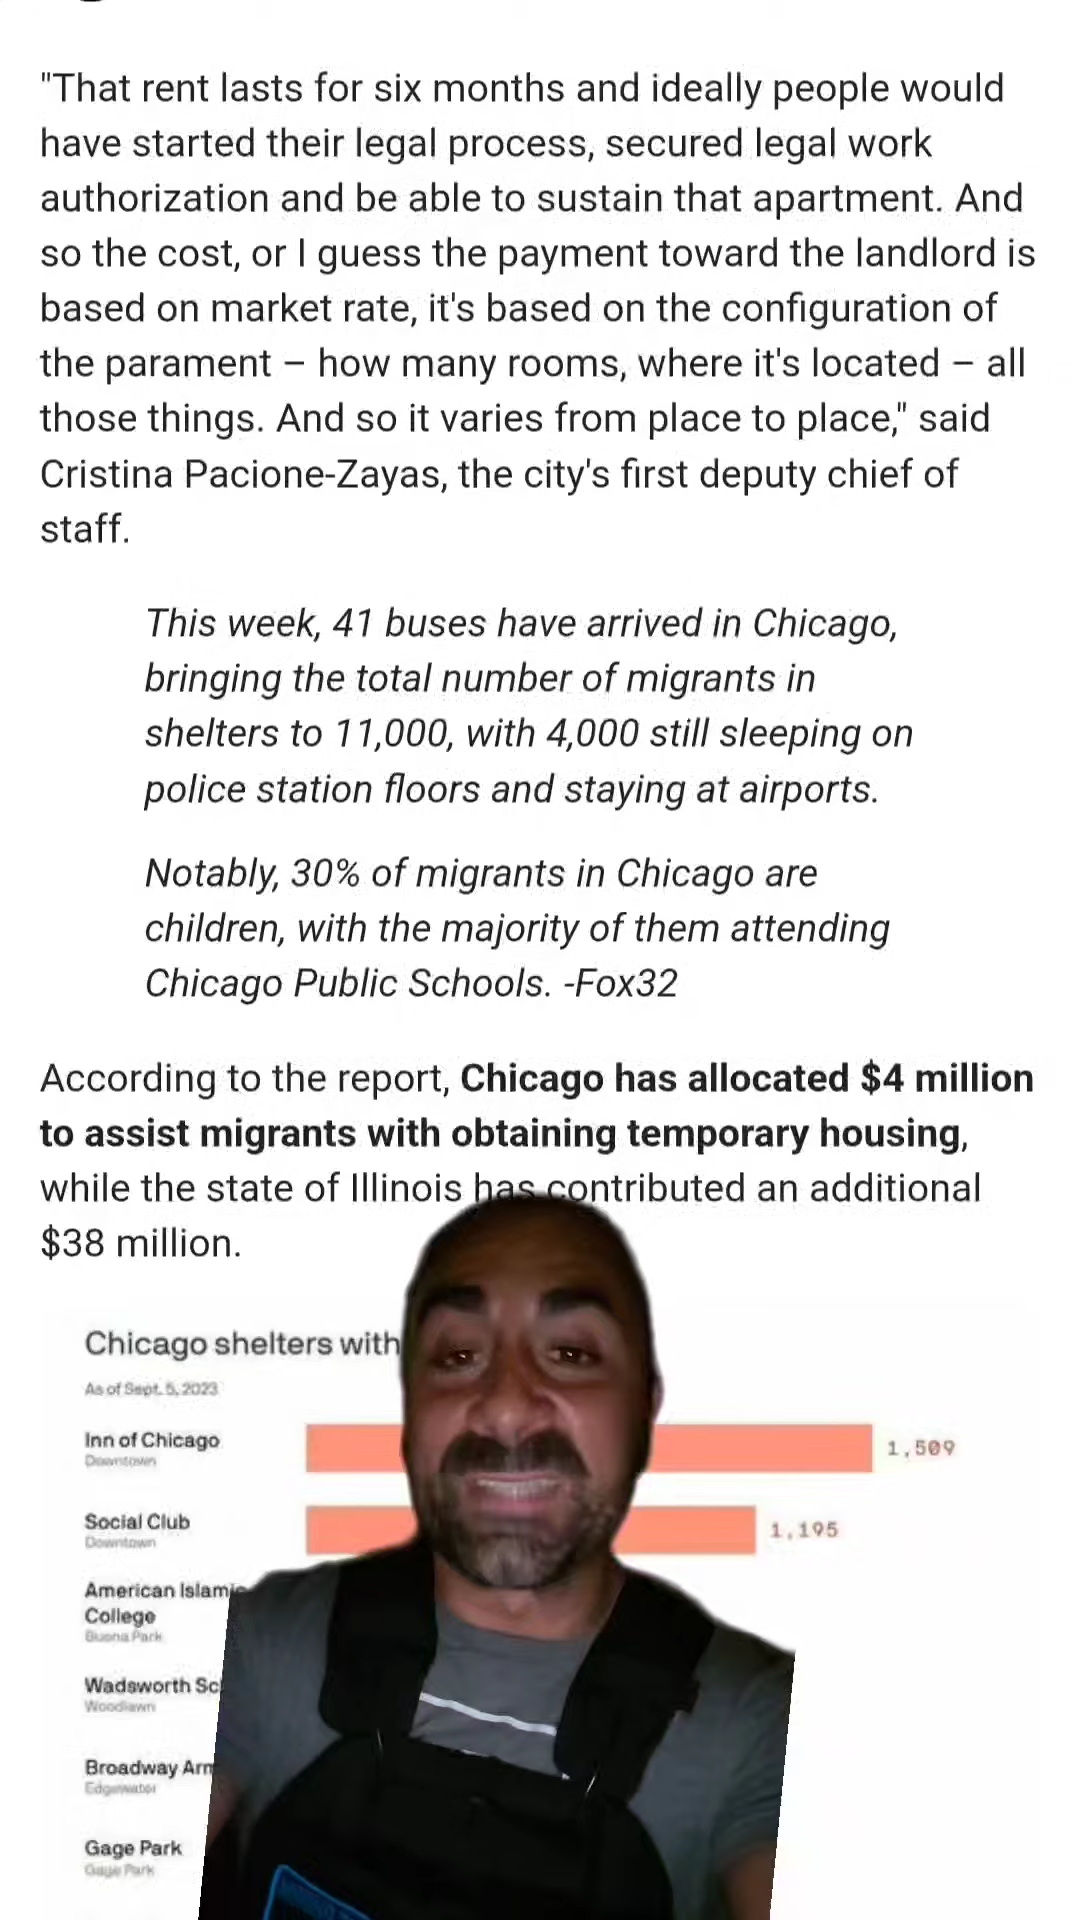 "That rent lasts for six months and ideally people would
have started their legal process, secured legal work
authorization and be able to sustain that apartment. And
so the cost, or I guess the payment toward the landlord is
based on market rate, it's based on the configuration of
the parament – how many rooms, where it's located – all
those things. And so it varies from place to place," said
Cristina Pacione-Zayas, the city's first deputy chief of
staff.
This week, 41 buses have arrived in Chicago,
bringing the total number of migrants in
shelters to 11,000, with 4,000 still sleeping on
police station floors and staying at airports.
Notably, 30% of migrants in Chicago are
children, with the majority of them attending
Chicago Public Schools. -Fox32
According to the report, Chicago has allocated $4 million
to assist migrants with obtaining temporary housing,
while the state of Illinois has contributed an additional
$38 million.
Chicago shelters with
As of Sept. 5, 2023
Inn of Chicago
Downtown
1,509
Social Club
Downtown
1,195
American Islamic
College
Buena Park
Wadsworth
Woodlawn
Broadway
Edgewater
Gage Park
Gage Park